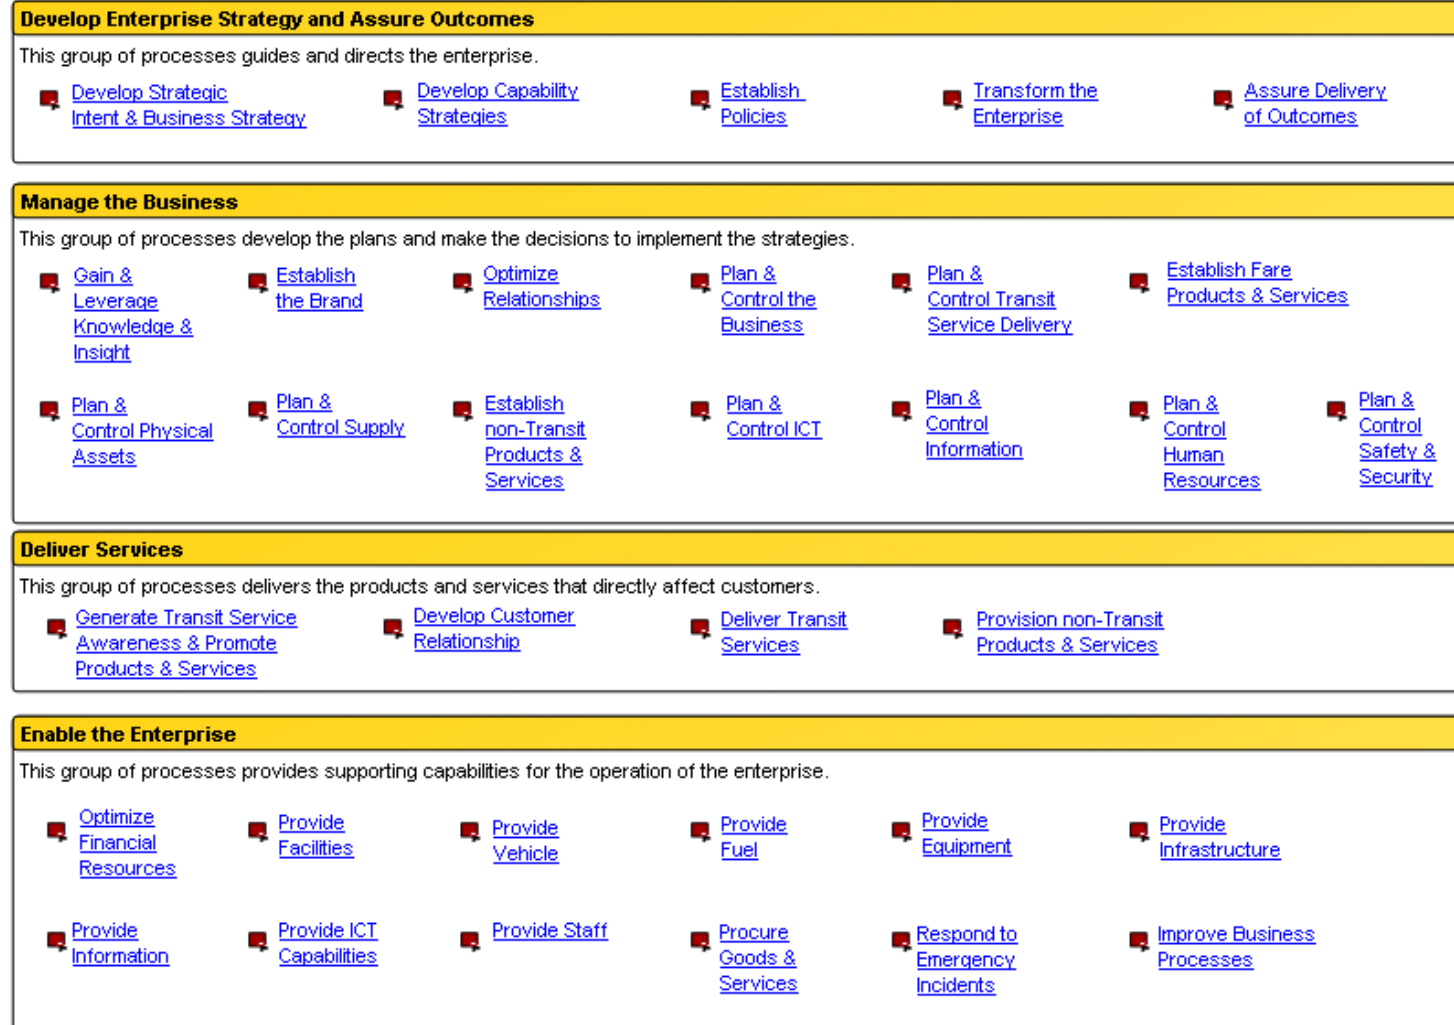 Develop Enterprise Strategy and Assure Outcomes
This group of processes guides and directs the enterprise.
Develop Strategic
Intent & Business Strategy
Develop Capability
Strategies
Establish
Policies
Transform the
Enterprise
Assure Delivery
of Outcomes
Manage the Business
This group of processes develop the plans and make the decisions to implement the strategies.
Gain &
Leverage
Knowledge &
Insight
Establish
the Brand
Optimize
Relationships
Plan &
Control the
Business
Plan &
Control Transit
Service Delivery
Establish Fare
Products & Services
Plan &
Control Physical
Assets
Plan &
Control Supply
Establish
non-Transit
Products &
Services
Plan &
Control ICT
Plan &
Control
Information
Plan &
Control
Human
Resources
Plan &
Control
Safety &
Security
Deliver Services
This group of processes delivers the products and services that directly affect customers.
Generate Transit Service
Awareness & Promote
Products & Services
Develop Customer
Relationship
Deliver Transit
Services
Provision non-Transit
Products & Services
Enable the Enterprise
This group of processes provides supporting capabilities for the operation of the enterprise.
Optimize
Financial
Resources
Provide
Facilities
Provide
Vehicle
Provide
Fuel
Provide
Equipment
Provide
Infrastructure
Provide
Information
Provide ICT
Capabilities
Provide Staff
Procure
Goods &
Services
Respond to
Emergency
Incidents
Improve Business
Processes